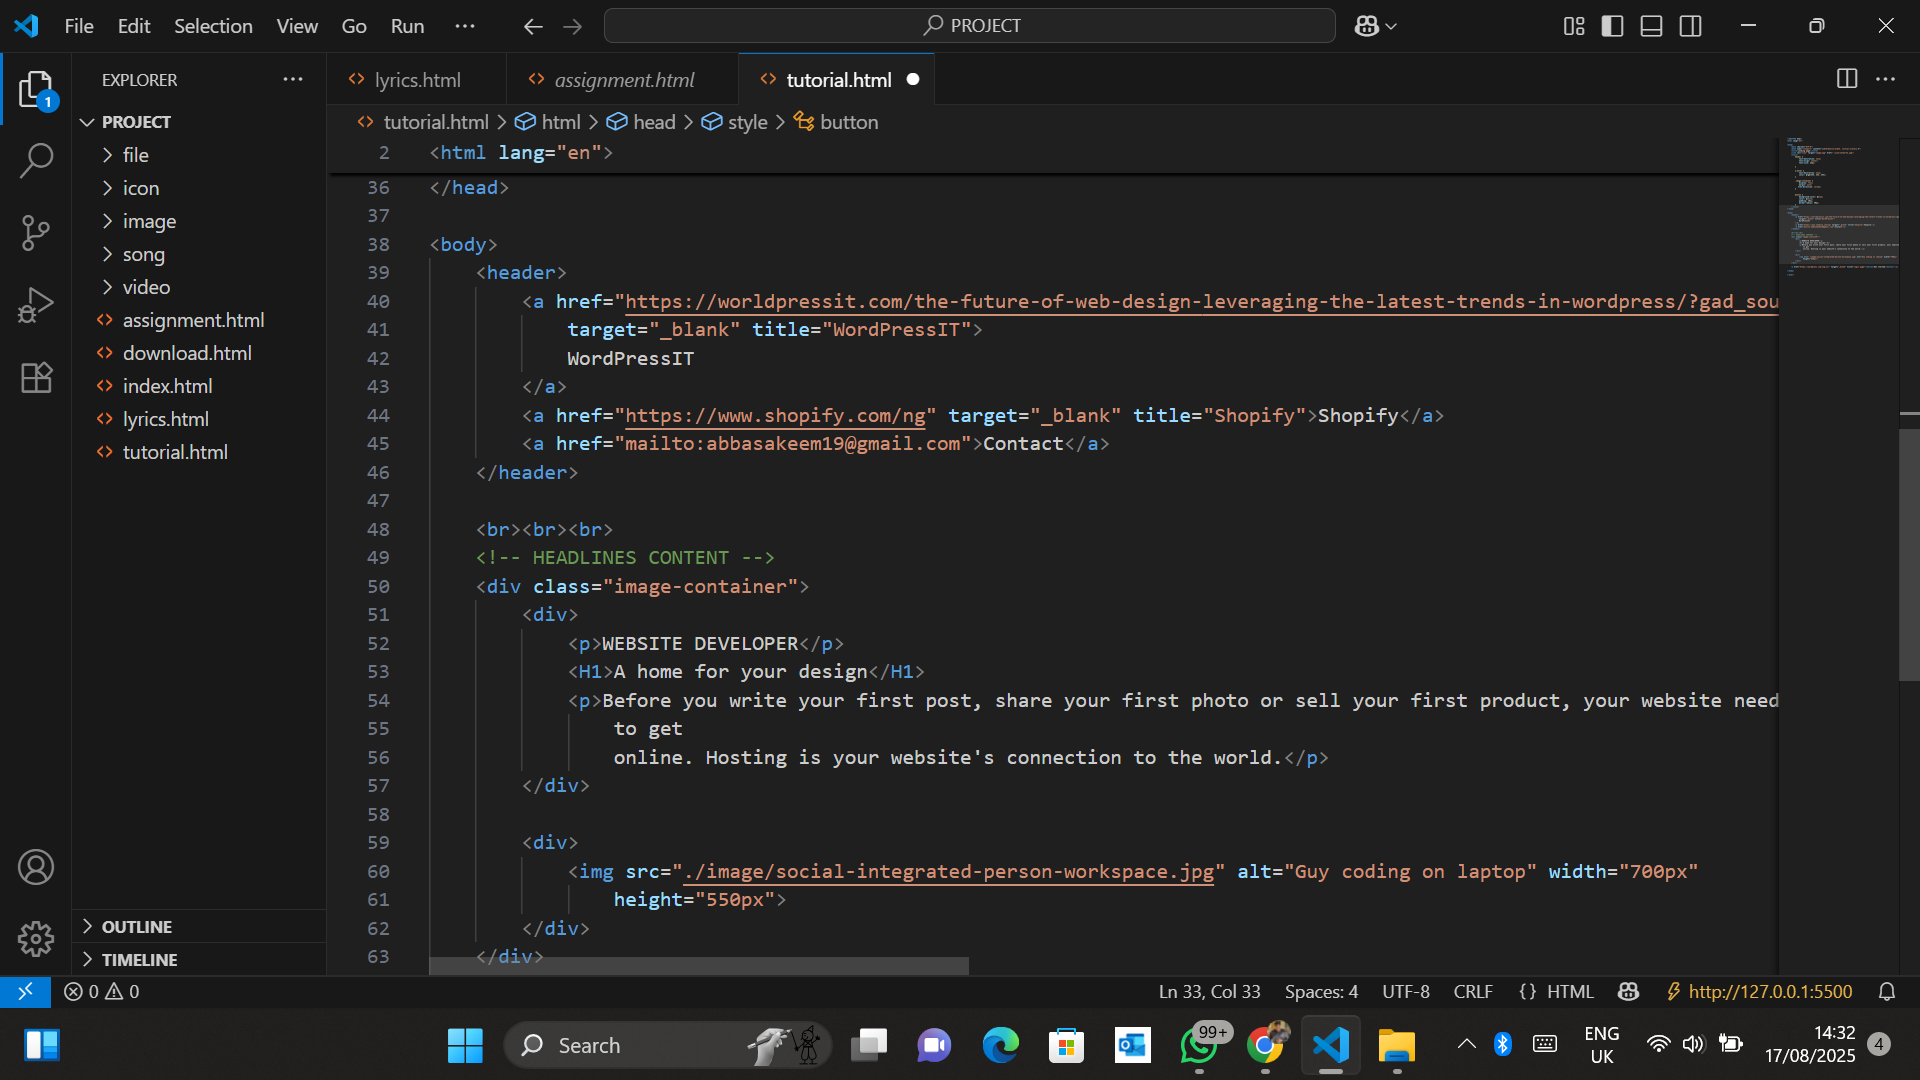 File Edit Selection View Go Run ··· PROJECT
EXPLORER ···
lyrics.html assignment.html tutorial.html
1
PROJECT
file
icon
image
song
video
assignment.html
download.html
index.html
lyrics.html
tutorial.html
OUTLINE
TIMELINE
tutorial.html > html > head > style > button
2 <html lang="en">
36 </head>
37
38 <body>
39 <header>
40 <a href="https://worldpressit.com/the-future-of-web-design-leveraging-the-latest-trends-in-wordpress/?gad_sou
41 target="_blank" title="WordPressIT">
42 WordPressIT
43 </a>
44 <a href="https://www.shopify.com/ng" target="_blank" title="Shopify">Shopify</a>
45 <a href="mailto:abbasakeem19@gmail.com">Contact</a>
46 </header>
47
48 <br><br><br>
49 <!-- HEADLINES CONTENT -->
50 <div class="image-container">
51 <div>
52 <p>WEBSITE DEVELOPER</p>
53 <H1>A home for your design</H1>
54 <p>Before you write your first post, share your first photo or sell your first product, your website need
55 to get
56 online. Hosting is your website's connection to the world.</p>
57 </div>
58
59 <div>
60 <img src="./image/social-integrated-person-workspace.jpg" alt="Guy coding on laptop" width="700px"
61 height="550px">
62 </div>
63 </div>
0 0 Ln 33, Col 33 Spaces: 4 UTF-8 CRLF {} HTML http://127.0.0.1:5500
Search 99+ ENG UK 14:32 17/08/2025 4